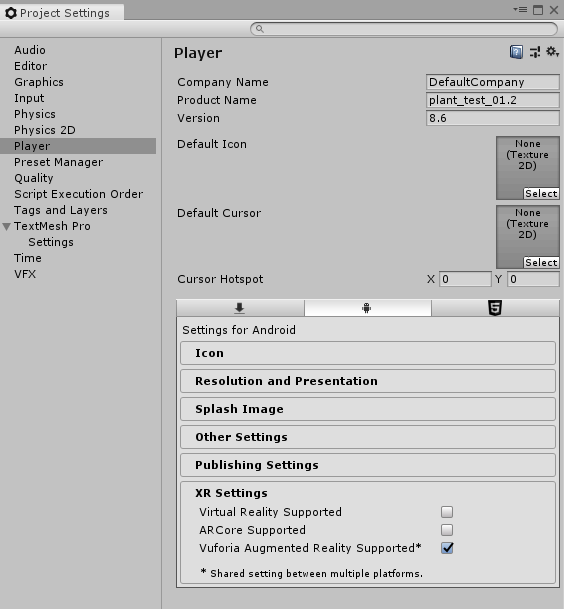 Project Settings
Audio
Editor
Graphics
Input
Physics
Physics 2D
Player
Preset Manager
Quality
Script Execution Order
Tags and Layers
TextMesh Pro
Settings
Time
VFX
Player
Company Name DefaultCompany
Product Name plant_test_01.2
Version 8.6
Default Icon
None
(Texture
2D)
Select
Default Cursor
None
(Texture
2D)
Select
Cursor Hotspot X 0 Y 0
Settings for Android
Icon
Resolution and Presentation
Splash Image
Other Settings
Publishing Settings
XR Settings
Virtual Reality Supported
ARCore Supported
Vuforia Augmented Reality Supported*
* Shared setting between multiple platforms.